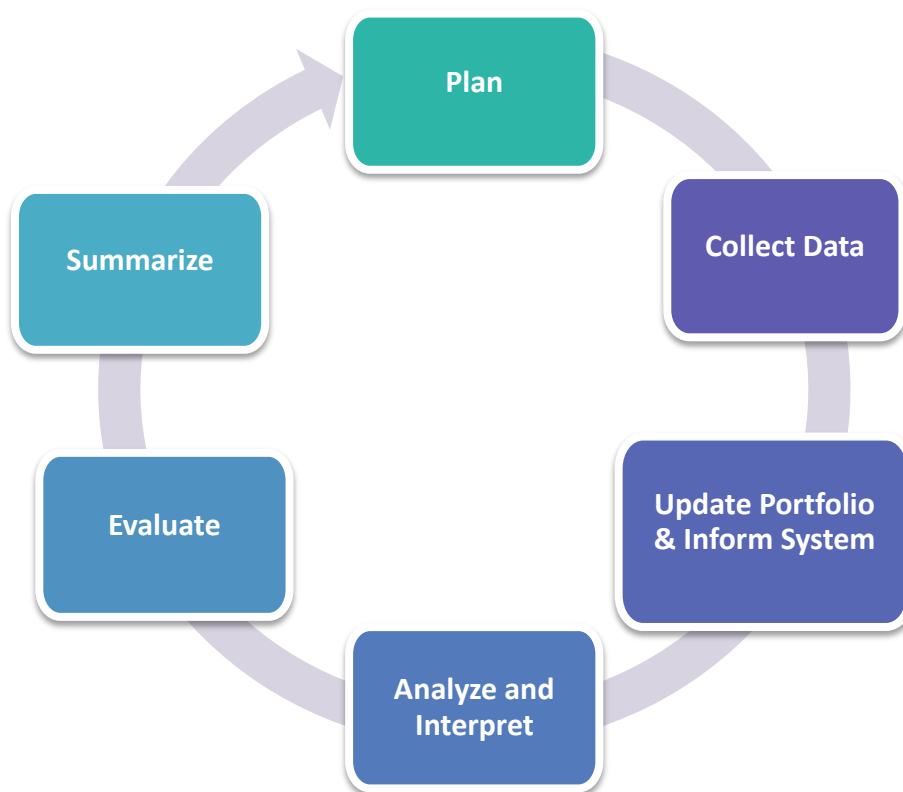 Plan
Collect Data
Update Portfolio
& Inform System
Analyze and
Interpret
Evaluate
Summarize